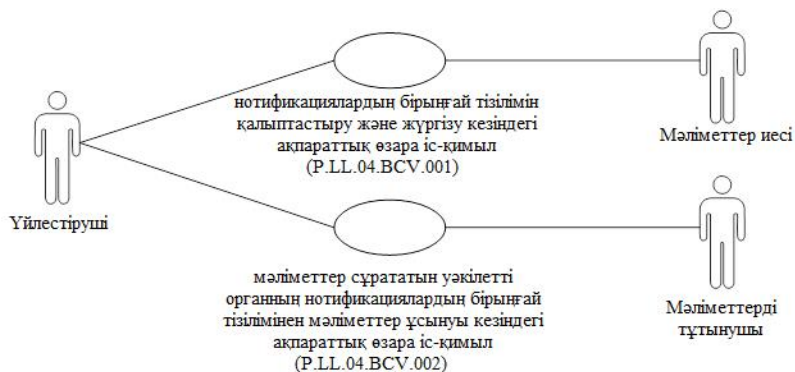 нотификациялардың бірыңғай тізілімін
қалыптастыру және жүргізу кезіндегі
ақпараттық өзара іс-қимыл
(P.LL.04.BCV.001)
Мәліметтер иесі
Үйлестіруші
мәліметтер сұрататын уәкілетті
органның нотификациялардың бірыңғай
тізілімінен мәліметтер ұсынуы кезіндегі
ақпараттық өзара іс-қимыл
(P.LL.04.BCV.002)
Мәліметтерді
тұтынушы